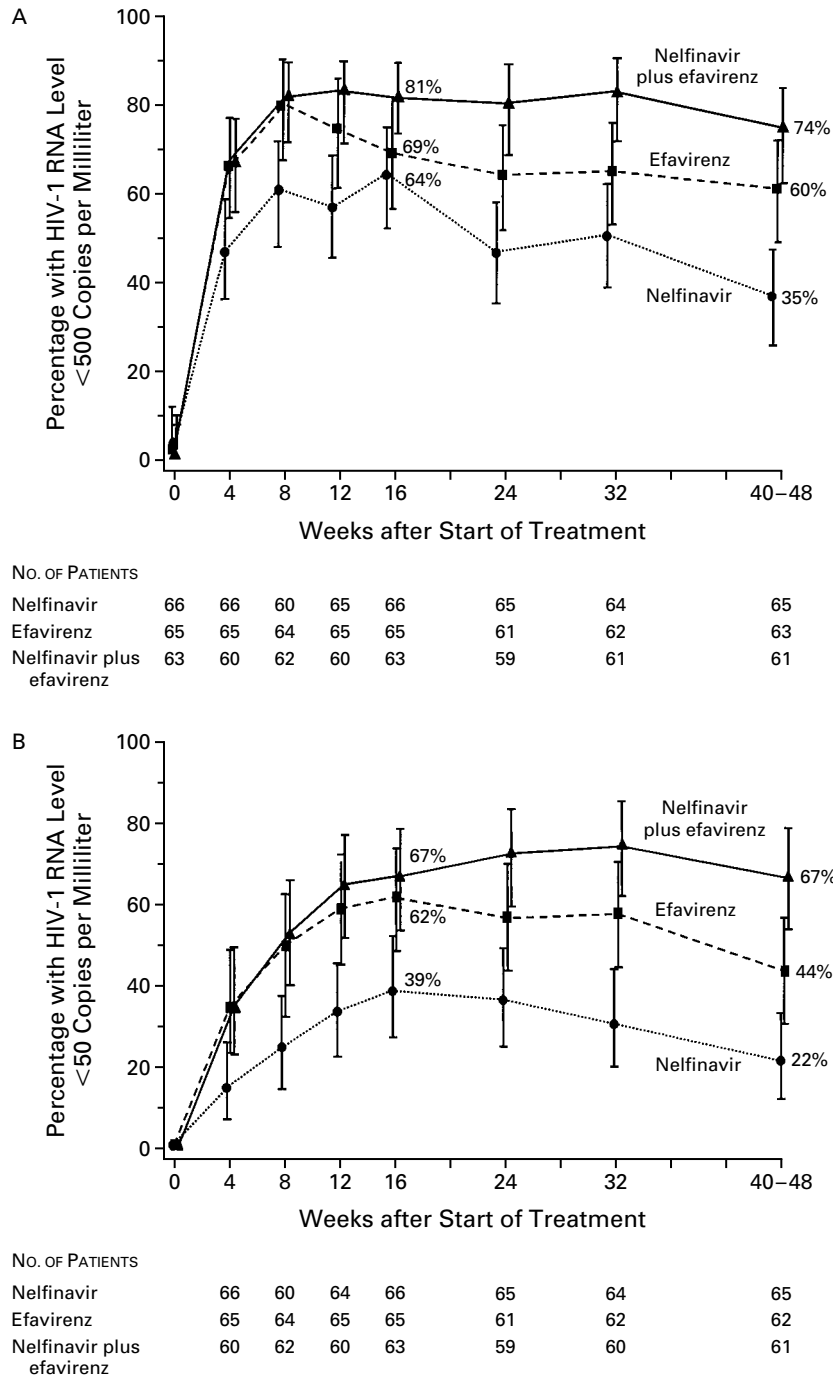 A
Percentage with HIV-1 RNA Level
<500 Copies per Milliliter
100
80
60
40
20
0
Nelfinavir
plus efavirenz
81%
74%
69%
Efavirenz
64%
60%
Nelfinavir
35%
0 4 8 12 16 24 32 40–48
Weeks after Start of Treatment
NO. OF PATIENTS
Nelfinavir 66 66 60 65 66 65 64 65
Efavirenz 65 65 64 65 65 61 62 63
Nelfinavir plus 63 60 62 60 63 59 61 61
efavirenz
B
Percentage with HIV-1 RNA Level
<50 Copies per Milliliter
100
80
60
40
20
0
Nelfinavir
plus efavirenz
67%
67%
Efavirenz
62%
44%
39%
Nelfinavir
22%
0 4 8 12 16 24 32 40–48
Weeks after Start of Treatment
NO. OF PATIENTS
Nelfinavir 66 60 64 66 65 64 65
Efavirenz 65 64 65 65 61 62 62
Nelfinavir plus 60 62 60 63 59 60 61
efavirenz